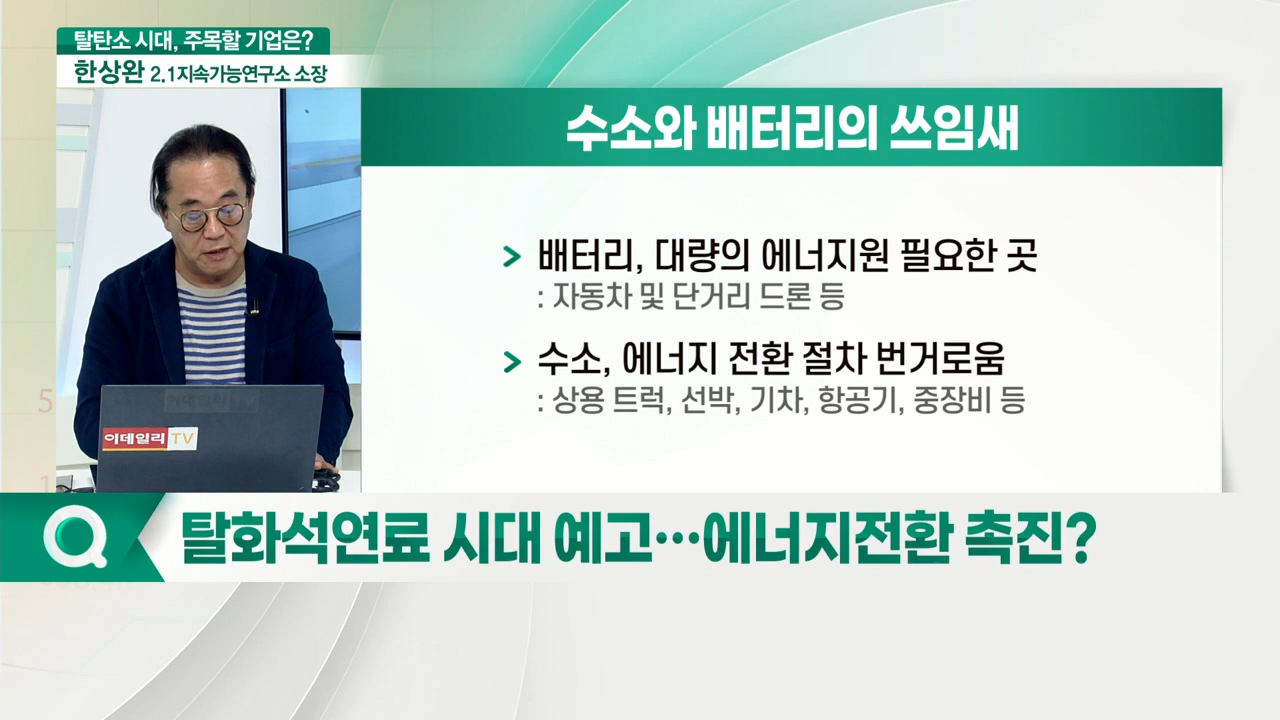 탈탄소 시대, 주목할 기업은?
한상완 2.1지속가능연구소 소장
수소와 배터리의 쓰임새
> 배터리, 대량의 에너지원 필요한 곳
: 자동차 및 단거리 드론 등
> 수소, 에너지 전환 절차 번거로움
: 상용 트럭, 선박, 기차, 항공기, 중장비 등
이데일리 TV
5
1
Q 탈화석연료 시대 예고…에너지전환 촉진?